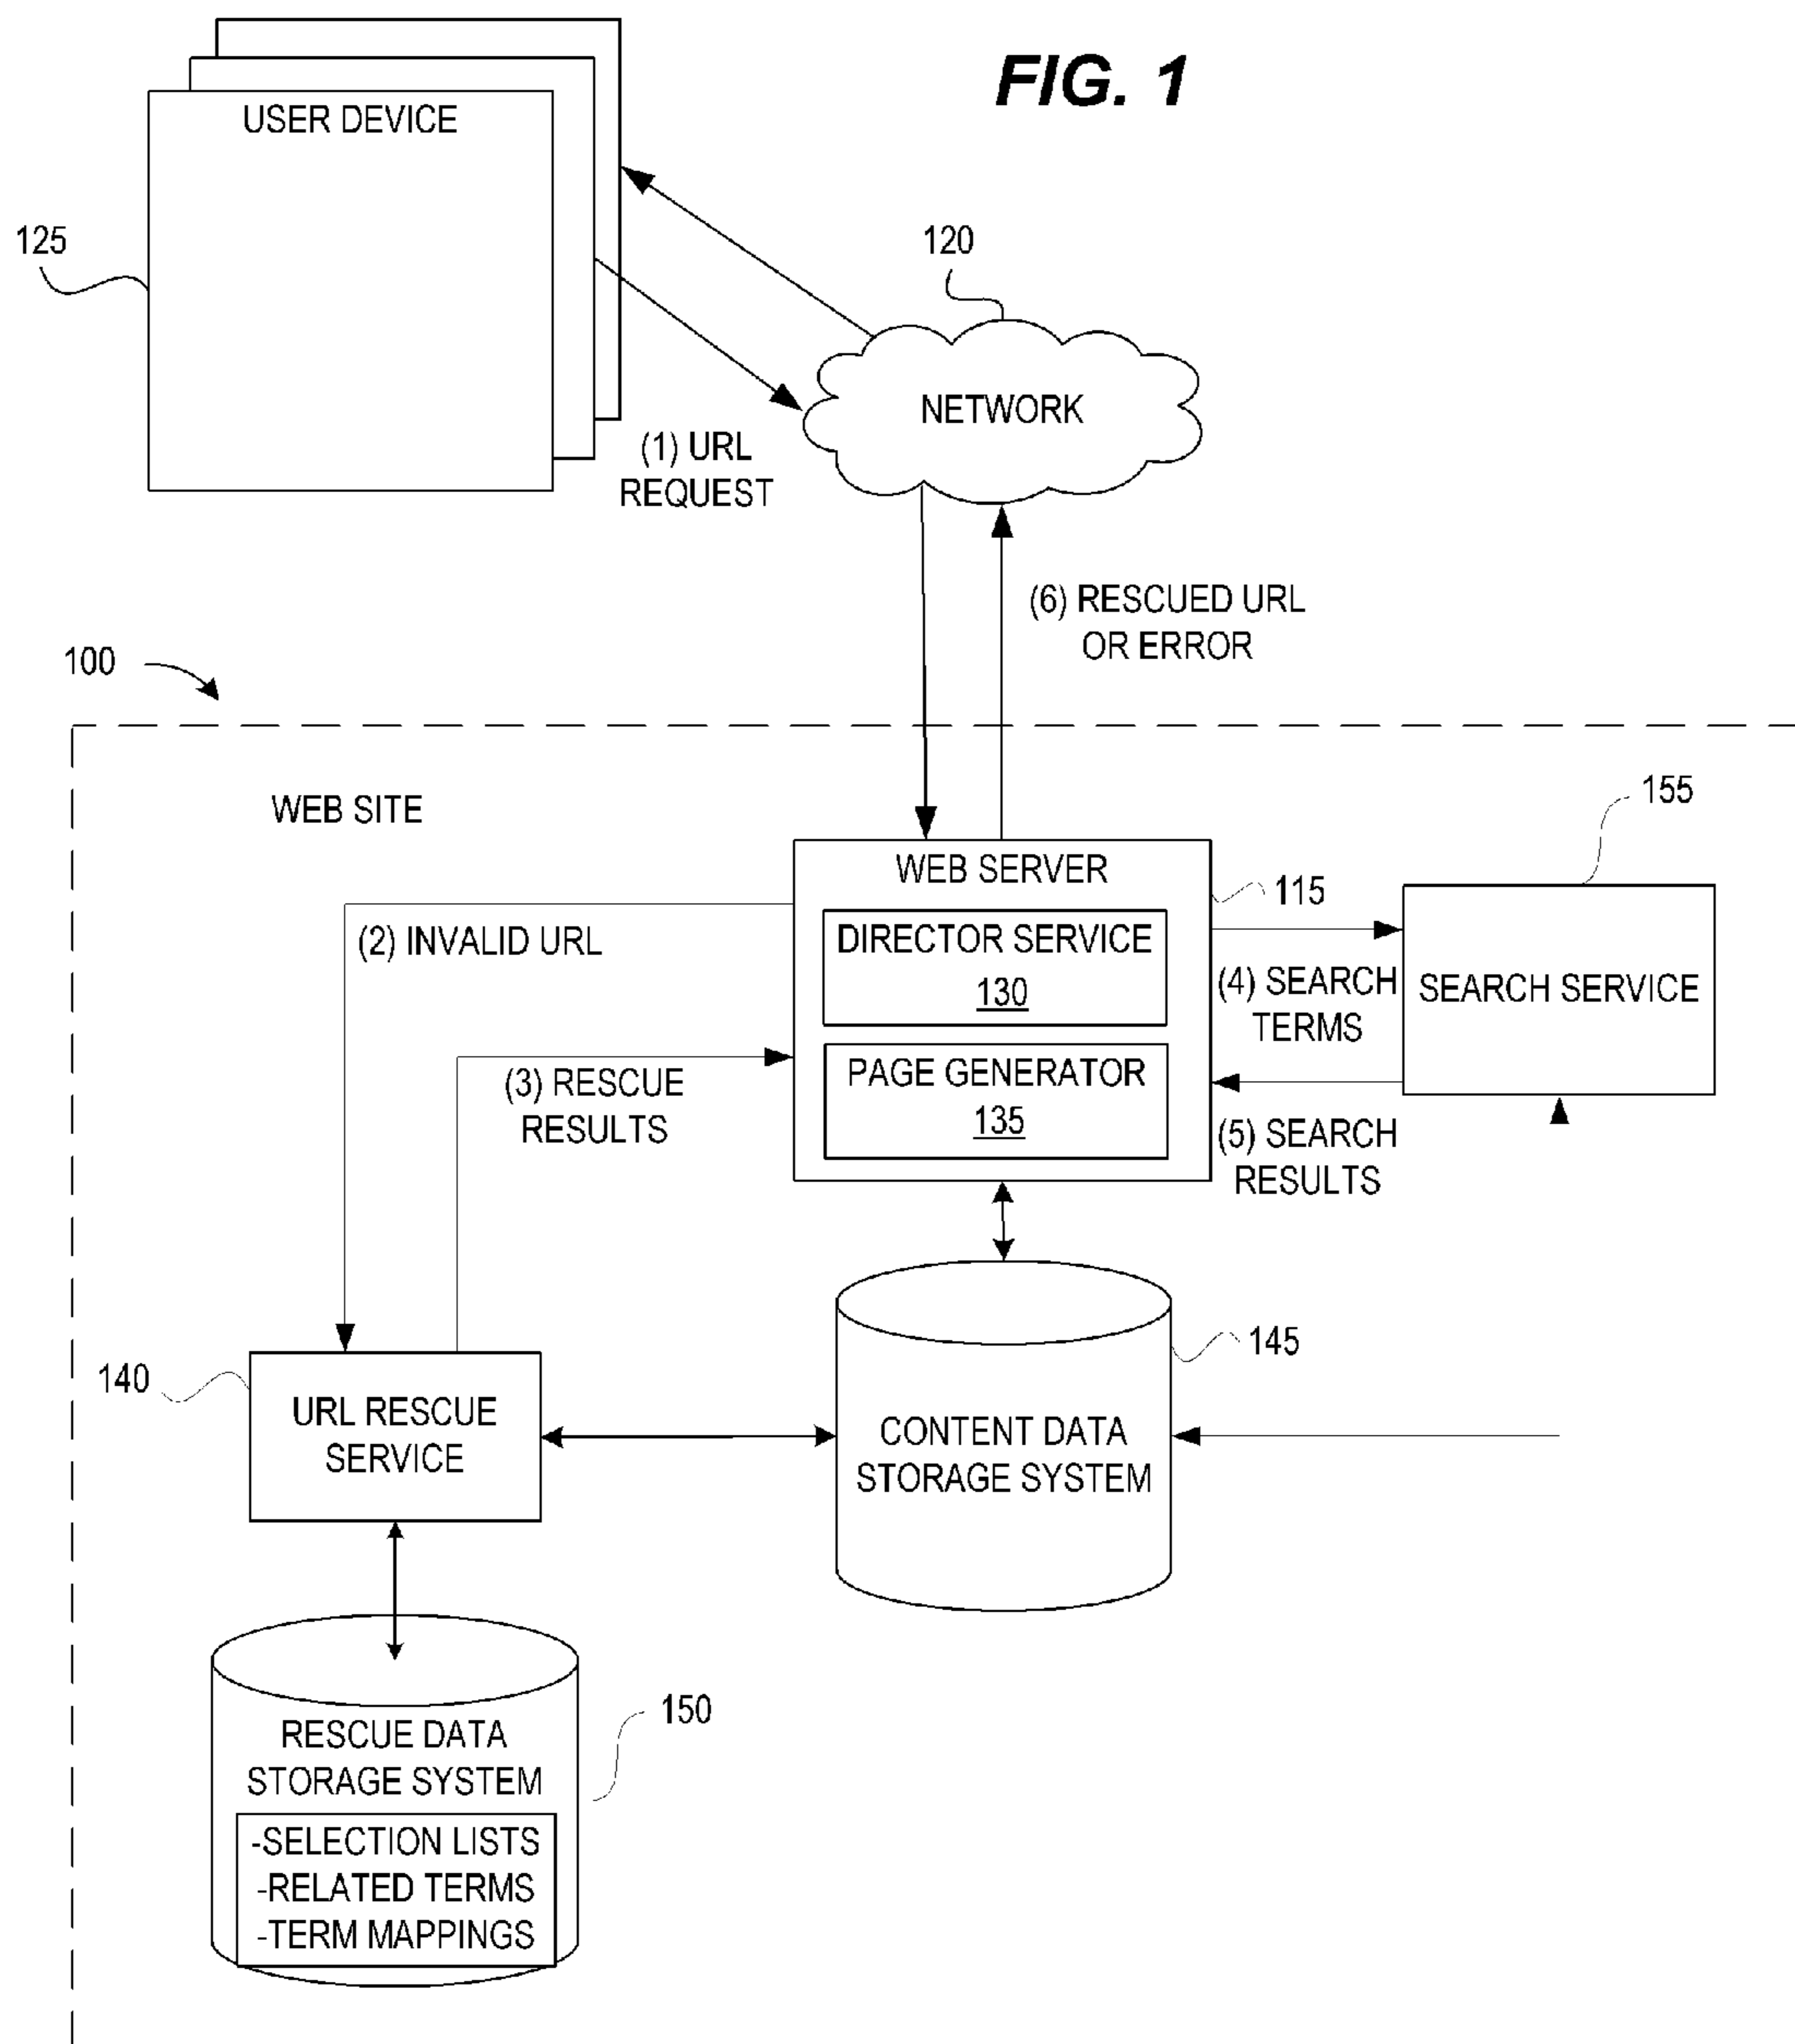 FIG. 1
USER DEVICE
125
120
NETWORK
(1) URL
REQUEST
(6) RESCUED URL
OR ERROR
100
WEB SITE
155
WEB SERVER
115
(2) INVALID URL
DIRECTOR SERVICE
130
(4) SEARCH
TERMS
SEARCH SERVICE
PAGE GENERATOR
135
(3) RESCUE
RESULTS
(5) SEARCH
RESULTS
145
140
URL RESCUE
SERVICE
CONTENT DATA
STORAGE SYSTEM
150
RESCUE DATA
STORAGE SYSTEM
-SELECTION LISTS
-RELATED TERMS
-TERM MAPPINGS